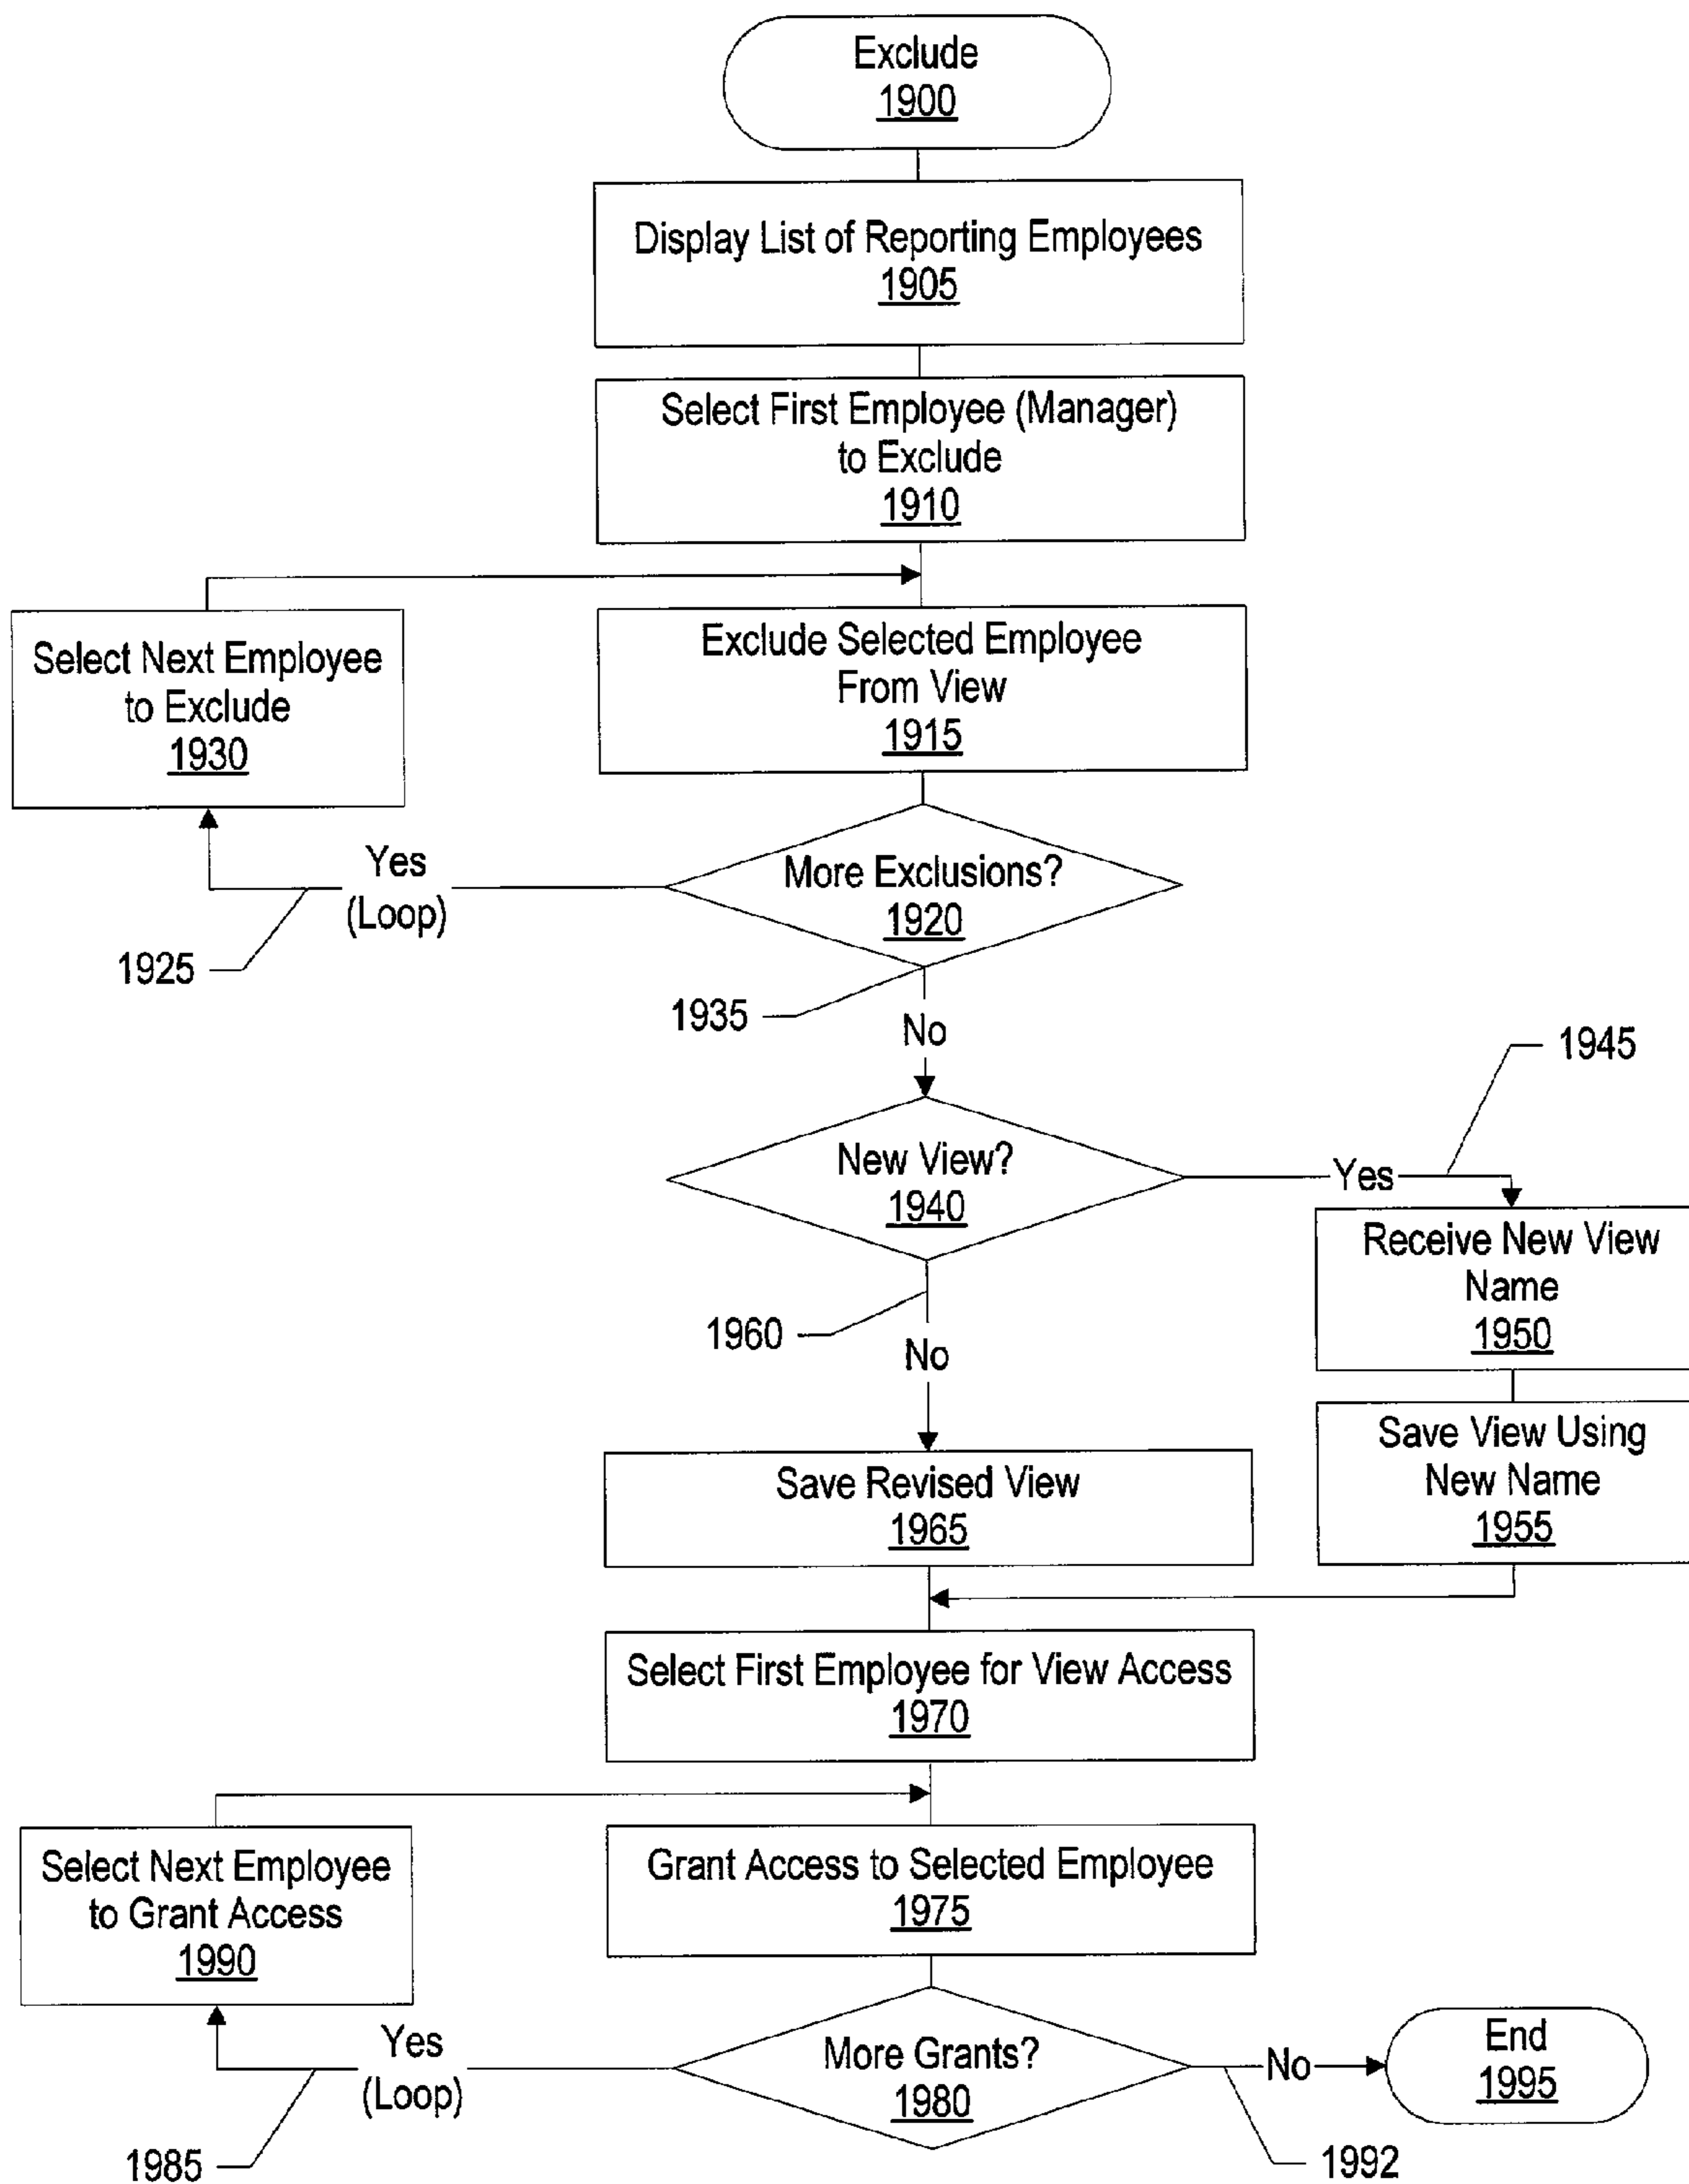 Exclude
1900
Display List of Reporting Employees
1905
Select First Employee (Manager)
to Exclude
1910
Select Next Employee
to Exclude
1930
Exclude Selected Employee
From View
1915
Yes
(Loop)
1925
More Exclusions?
1920
1935
No
1945
New View?
1940
Yes
Receive New View
Name
1950
1960
No
Save View Using
New Name
1955
Save Revised View
1965
Select First Employee for View Access
1970
Select Next Employee
to Grant Access
1990
Grant Access to Selected Employee
1975
Yes
(Loop)
1985
More Grants?
1980
No
1992
End
1995